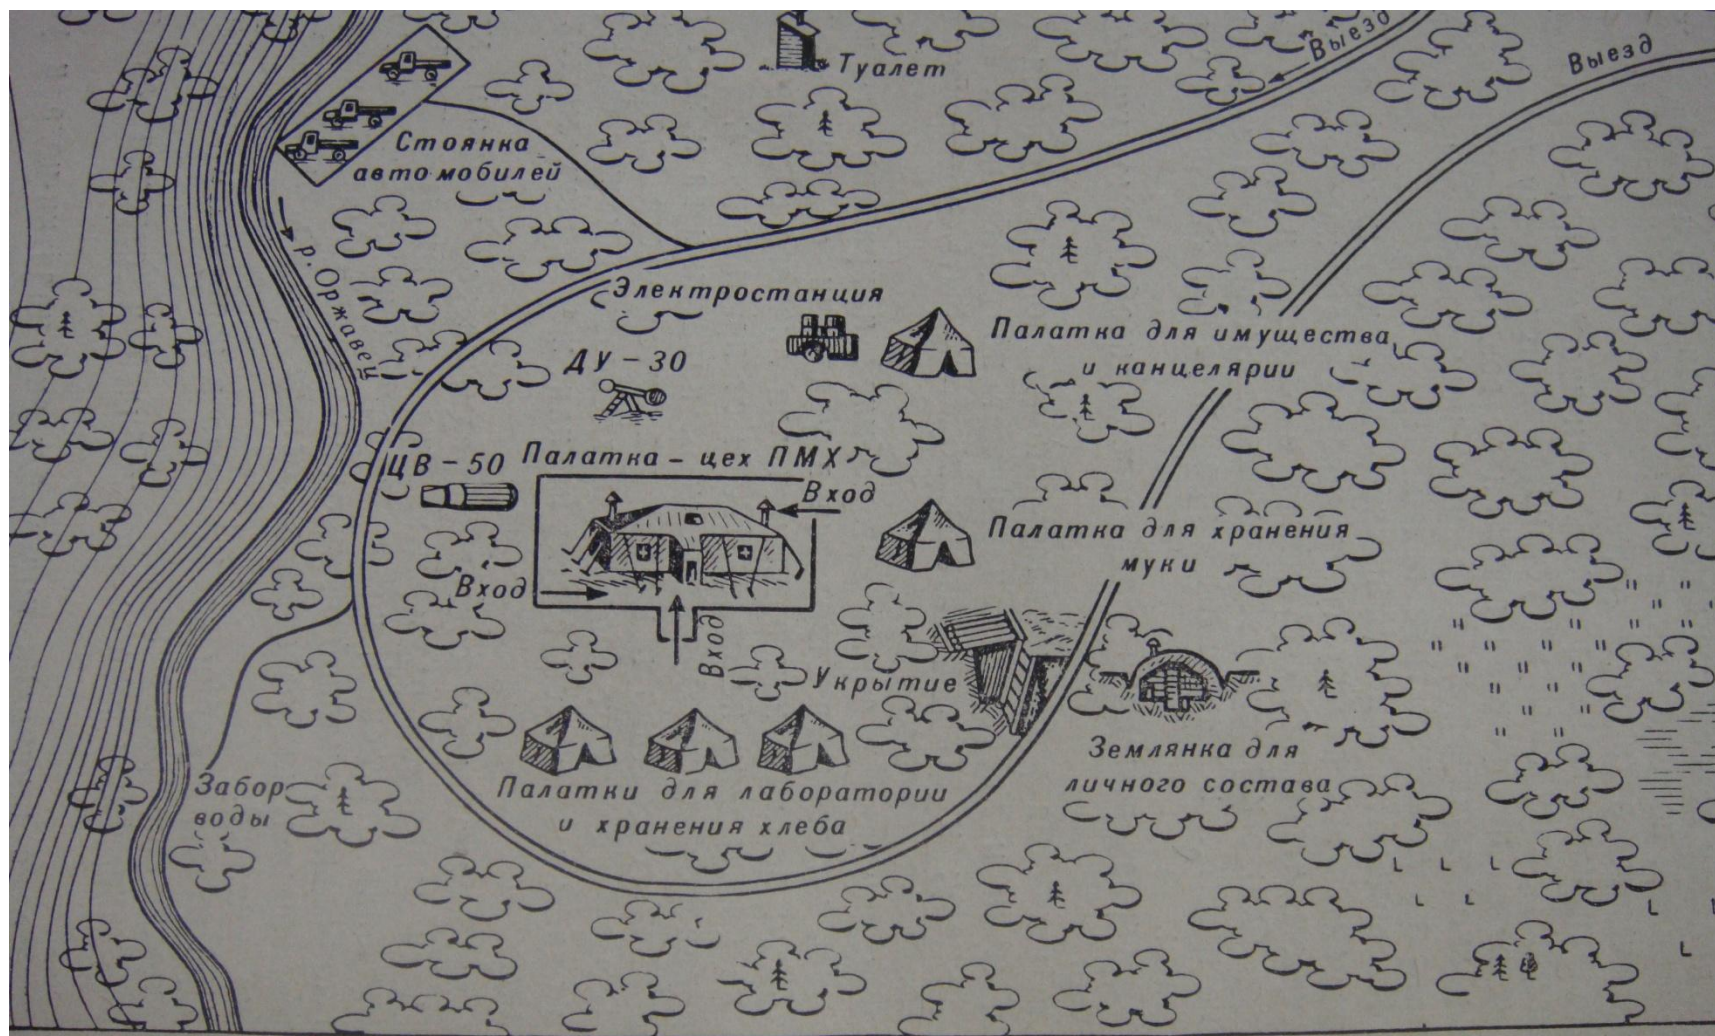 Туалет
Выезд
Выезд
Стоянка
автомобилей
р. Оржавец
Электростанция
Палатка для имущества
и канцелярии
ДУ-30
ЦВ-50
Палатка-цех ПМХ
Вход
Палатка для хранения
муки
Вход
Вход
Укрытие
Землянка для
личного состава
Забор
воды
Палатки для лаборатории
и хранения хлеба